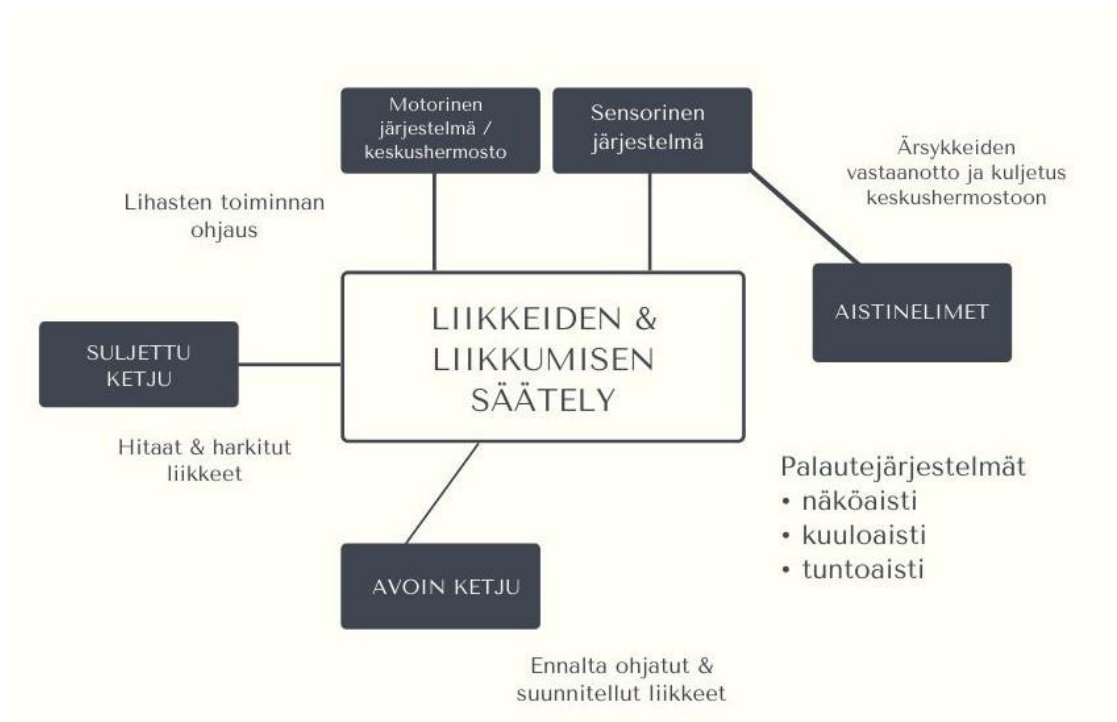 Motorinen
järjestelmä /
keskushermosto
Sensorinen
järjestelmä
Ärsykkeiden
vastaanotto ja kuljetus
keskushermostoon
Lihasten toiminnan
ohjaus
AISTINELIMET
LIIKKEIDEN &
LIIKKUMISEN
SÄÄTELY
SULJETTU
KETJU
Hitaat & harkitut
liikkeet
Palautejärjestelmät
• näköaisti
• kuuloaisti
• tuntoaisti
AVOIN KETJU
Ennalta ohjatut &
suunnitellut liikkeet